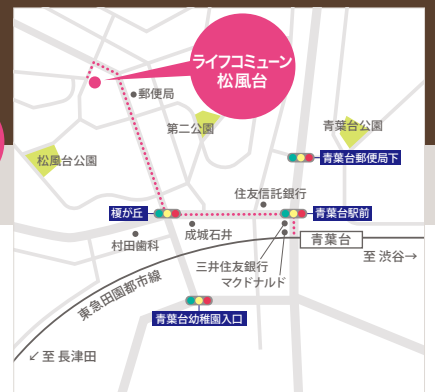 ライフコミューン
松風台
郵便局
第二公園
青葉台公園
松風台公園
青葉台郵便局下
住友信託銀行
榎が丘
青葉台駅前
成城石井
村田歯科
青葉台
三井住友銀行
マクドナルド
至 渋谷→
東急田園都市線
青葉台幼稚園入口
↙至 長津田